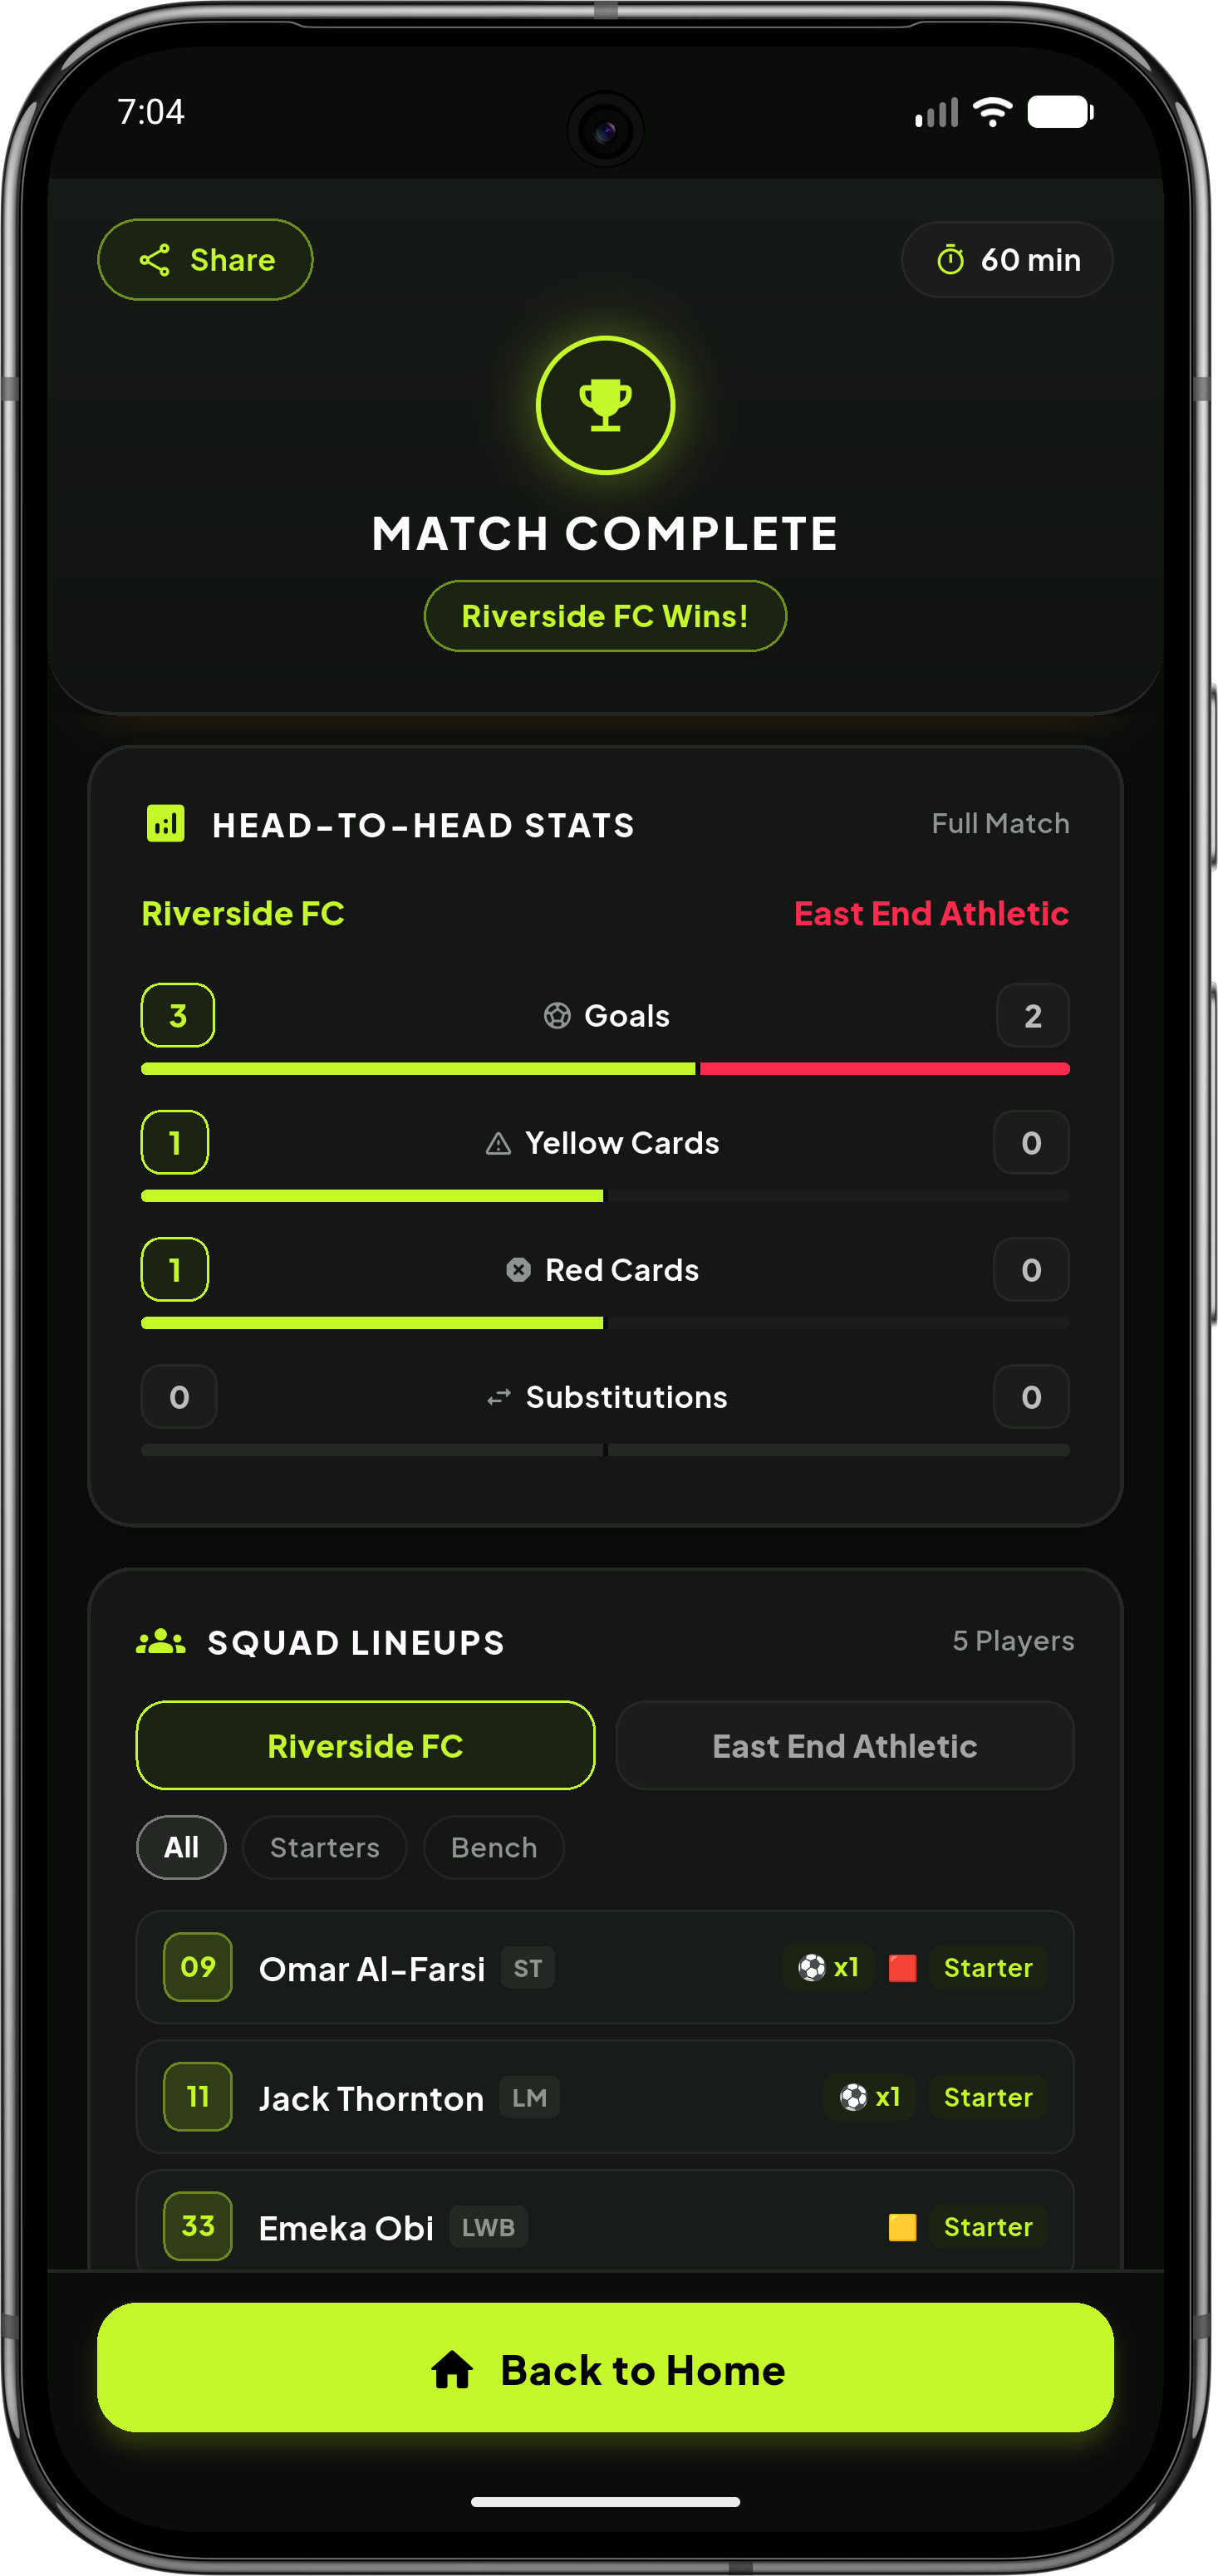 7:04
Share
60 min
MATCH COMPLETE
Riverside FC Wins!
HEAD-TO-HEAD STATS
Full Match
Riverside FC
East End Athletic
3
Goals
2
1
Yellow Cards
0
1
Red Cards
0
0
Substitutions
0
SQUAD LINEUPS
5 Players
Riverside FC
East End Athletic
All
Starters
Bench
09
Omar Al-Farsi
ST
x1
Starter
11
Jack Thornton
LM
x1
Starter
33
Emeka Obi
LWB
Starter
Back to Home